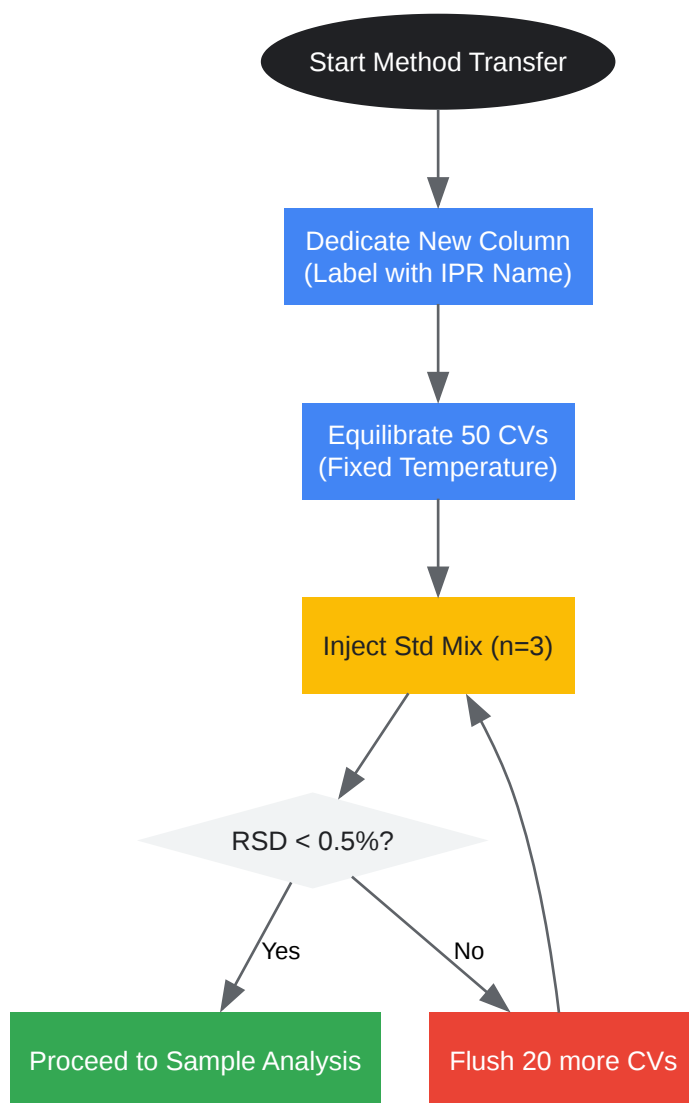 Start Method Transfer
Dedicate New Column
(Label with IPR Name)
Equilibrate 50 CVs
(Fixed Temperature)
Inject Std Mix (n=3)
RSD < 0.5%?
Yes
No
Proceed to Sample Analysis
Flush 20 more CVs